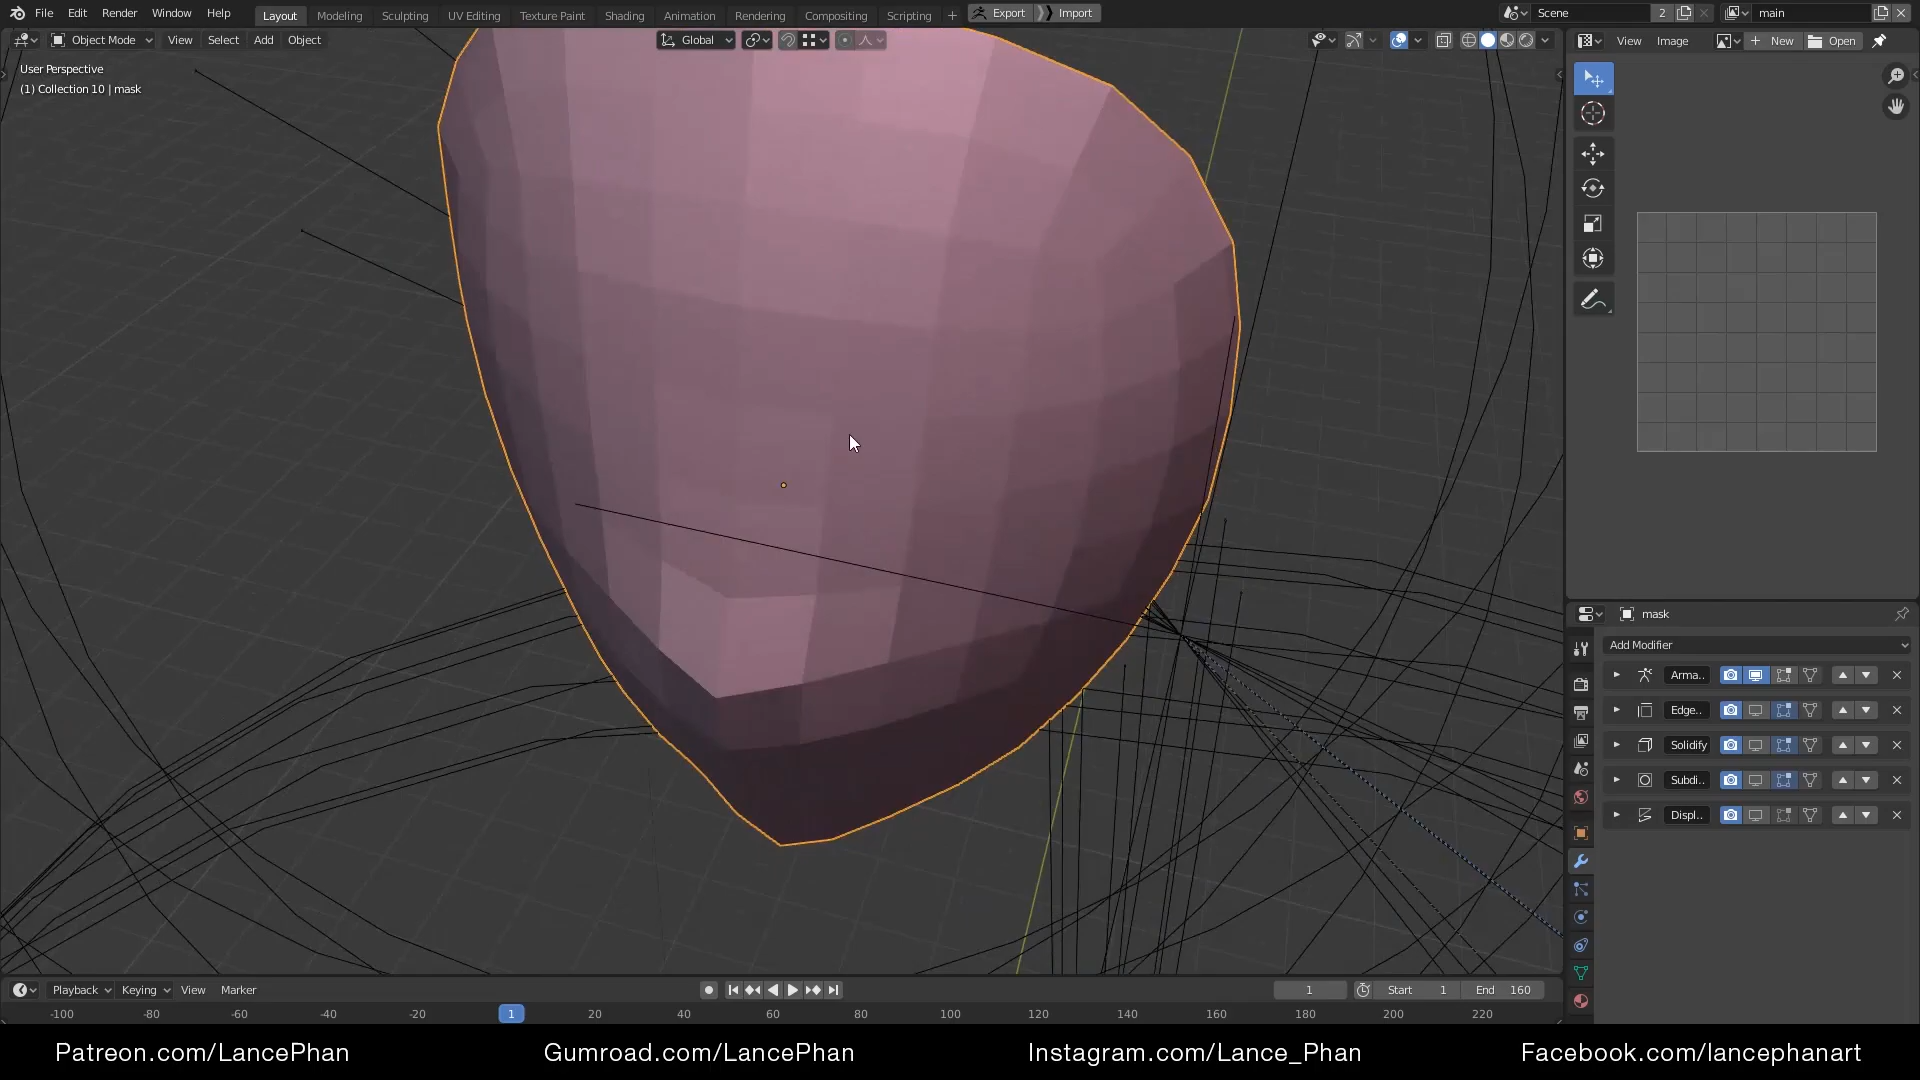 File Edit Render Window Help Layout Modeling Sculpting UV Editing Texture Paint Shading Animation Rendering Compositing Scripting + Export Import Scene 2 main
Object Mode View Select Add Object Global View Image New Open
User Perspective
(1) Collection 10 | mask
mask
Add Modifier
Arma..
Edge..
Solidify
Subdi..
Displ..
Playback Keying View Marker 1 Start 1 End 160
-100 -80 -60 -40 -20 1 20 40 60 80 100 120 140 160 180 200 220
Patreon.com/LancePhan Gumroad.com/LancePhan Instagram.com/Lance_Phan Facebook.com/lancephanart